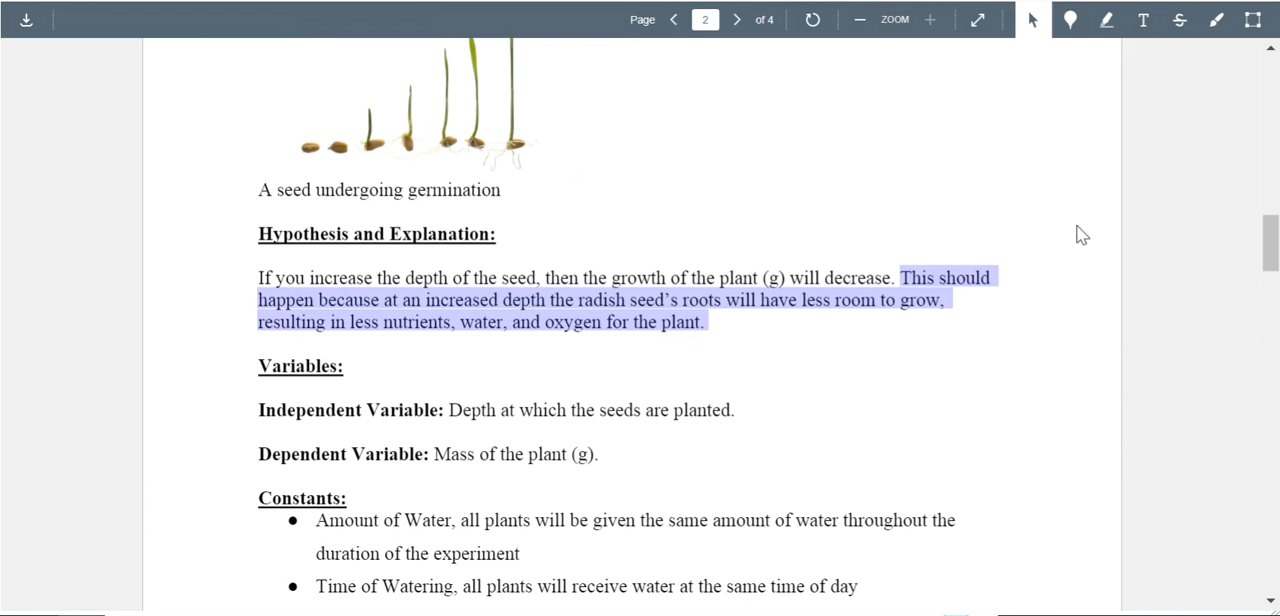 Page 2 of 4 ZOOM T S
A seed undergoing germination
Hypothesis and Explanation:
If you increase the depth of the seed, then the growth of the plant (g) will decrease. This should
happen because at an increased depth the radish seed’s roots will have less room to grow,
resulting in less nutrients, water, and oxygen for the plant.
Variables:
Independent Variable: Depth at which the seeds are planted.
Dependent Variable: Mass of the plant (g).
Constants:
● Amount of Water, all plants will be given the same amount of water throughout the
duration of the experiment
● Time of Watering, all plants will receive water at the same time of day